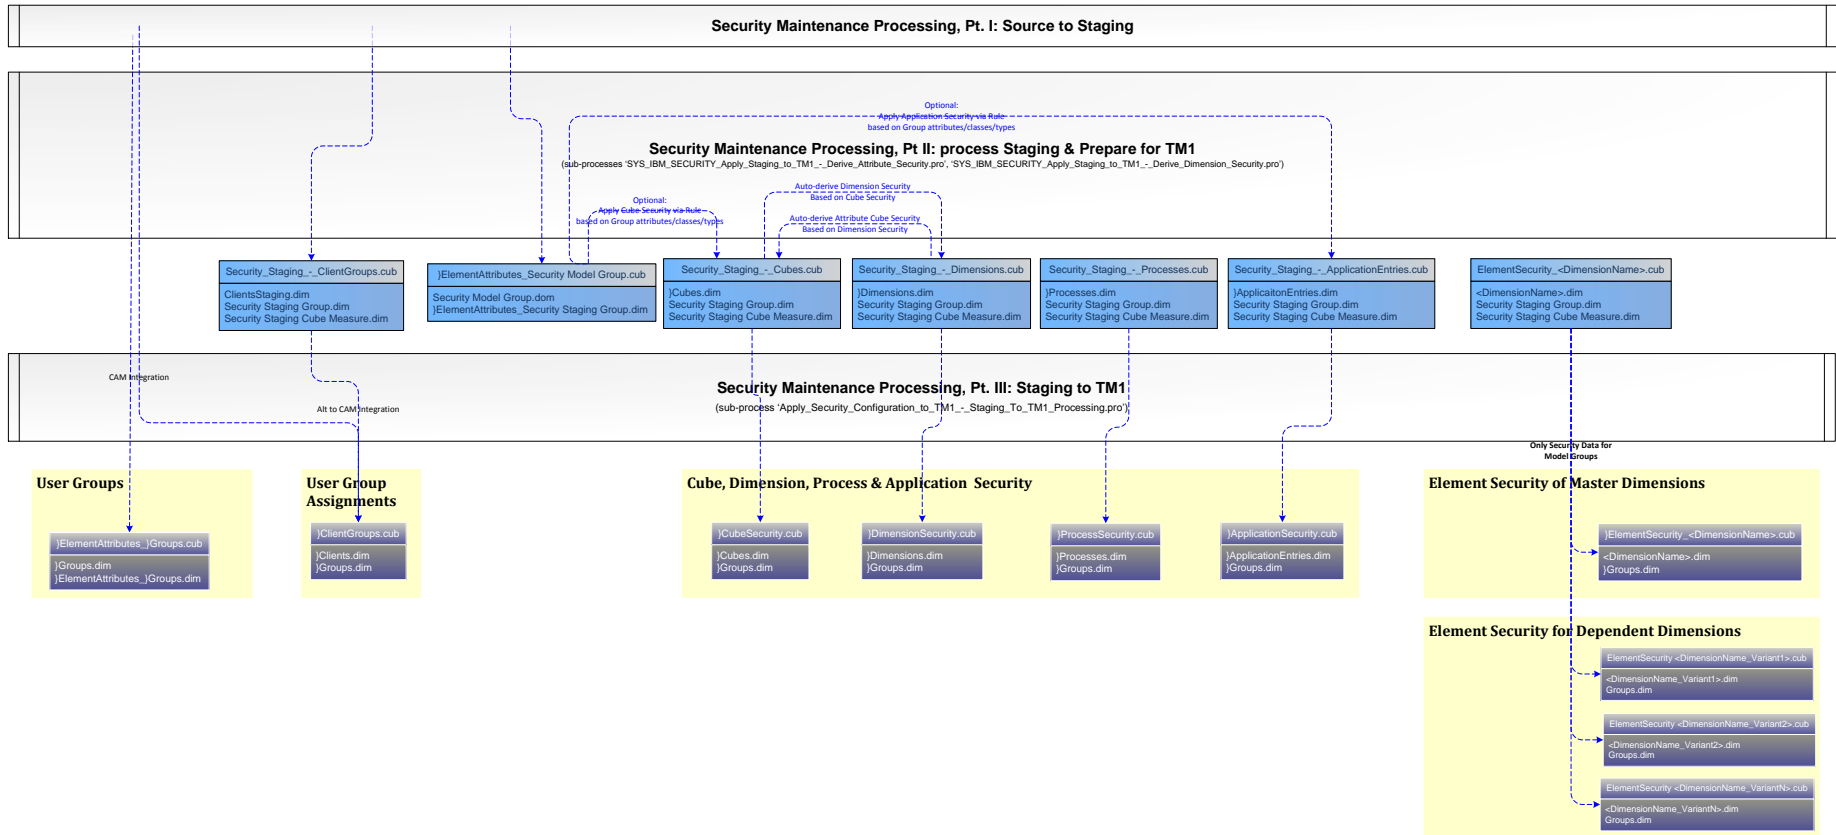 Security Maintenance Processing, Pt. I: Source to Staging
Optional:
Apply Application Security via Rule
based on Group attributes/classes/types
Security Maintenance Processing, Pt II: process Staging & Prepare for TM1
(sub-processes 'SYS_IBM_SECURITY_Apply_Staging_to_TM1_-_Derive_Attribute_Security.pro', 'SYS_IBM_SECURITY_Apply_Staging_to_TM1_-_Derive_Dimension_Security.pro')
Optional:
Apply Cube Security via Rule
based on Group attributes/classes/types
Auto-derive Dimension Security
Based on Cube Security
Auto-derive Attribute Cube Security
Based on Dimension Security
Security_Staging_-_ClientGroups.cub
ClientsStaging.dim
Security Staging Group.dim
Security Staging Cube Measure.dim
}ElementAttributes_Security Model Group.cub
Security Model Group.dom
}ElementAttributes_Security Staging Group.dim
Security_Staging_-_Cubes.cub
}Cubes.dim
Security Staging Group.dim
Security Staging Cube Measure.dim
Security_Staging_-_Dimensions.cub
}Dimensions.dim
Security Staging Group.dim
Security Staging Cube Measure.dim
Security_Staging_-_Processes.cub
}Processes.dim
Security Staging Group.dim
Security Staging Cube Measure.dim
Security_Staging_-_ApplicationEntries.cub
}ApplicaitonEntries.dim
Security Staging Group.dim
Security Staging Cube Measure.dim
ElementSecurity_<DimensionName>.cub
<DimensionName>.dim
Security Staging Group.dim
Security Staging Cube Measure.dim
CAM Integration
Alt to CAM Integration
Security Maintenance Processing, Pt. III: Staging to TM1
(sub-process 'Apply_Security_Configuration_to_TM1_-_Staging_To_TM1_Processing.pro')
Only Security Data for
Model Groups
User Groups
}ElementAttributes_}Groups.cub
}Groups.dim
}ElementAttributes_}Groups.dim
User Group
Assignments
}ClientGroups.cub
}Clients.dim
}Groups.dim
Cube, Dimension, Process & Application  Security
}CubeSecurity.cub
}Cubes.dim
}Groups.dim
}DimensionSecurity.cub
}Dimensions.dim
}Groups.dim
}ProcessSecurity.cub
}Processes.dim
}Groups.dim
}ApplicationSecurity.cub
}ApplicationEntries.dim
}Groups.dim
Element Security of Master Dimensions
}ElementSecurity_<DimensionName>.cub
<DimensionName>.dim
}Groups.dim
Element Security for Dependent Dimensions
ElementSecurity <DimensionName_Variant1>.cub
<DimensionName_Variant1>.dim
Groups.dim
ElementSecurity <DimensionName_Variant2>.cub
<DimensionName_Variant2>.dim
Groups.dim
ElementSecurity <DimensionName_VariantN>.cub
<DimensionName_VariantN>.dim
Groups.dim